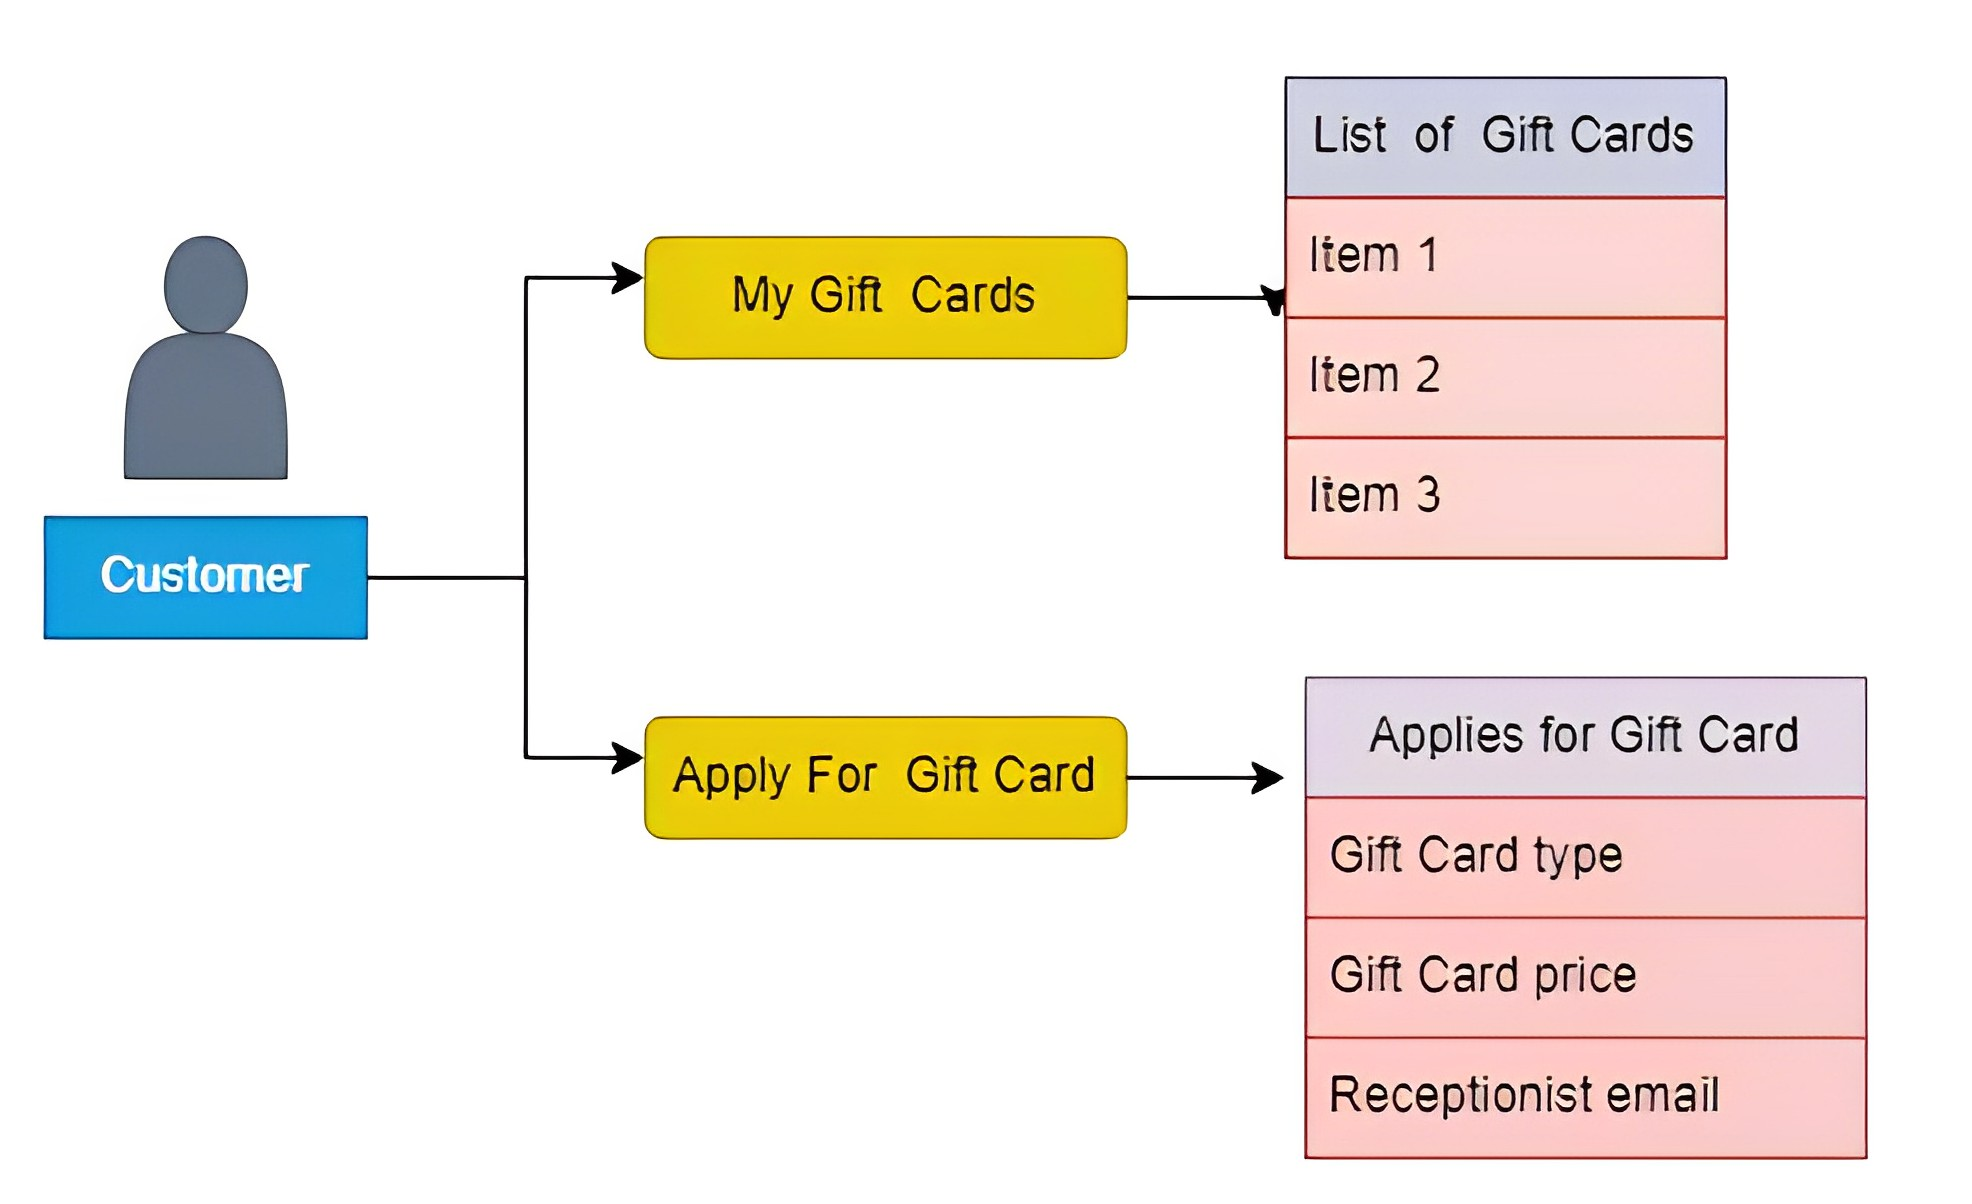 Customer
My Gift Cards
Apply For Gift Card
List of Gift Cards
Item 1
Item 2
Item 3
Applies for Gift Card
Gift Card type
Gift Card price
Receptionist email